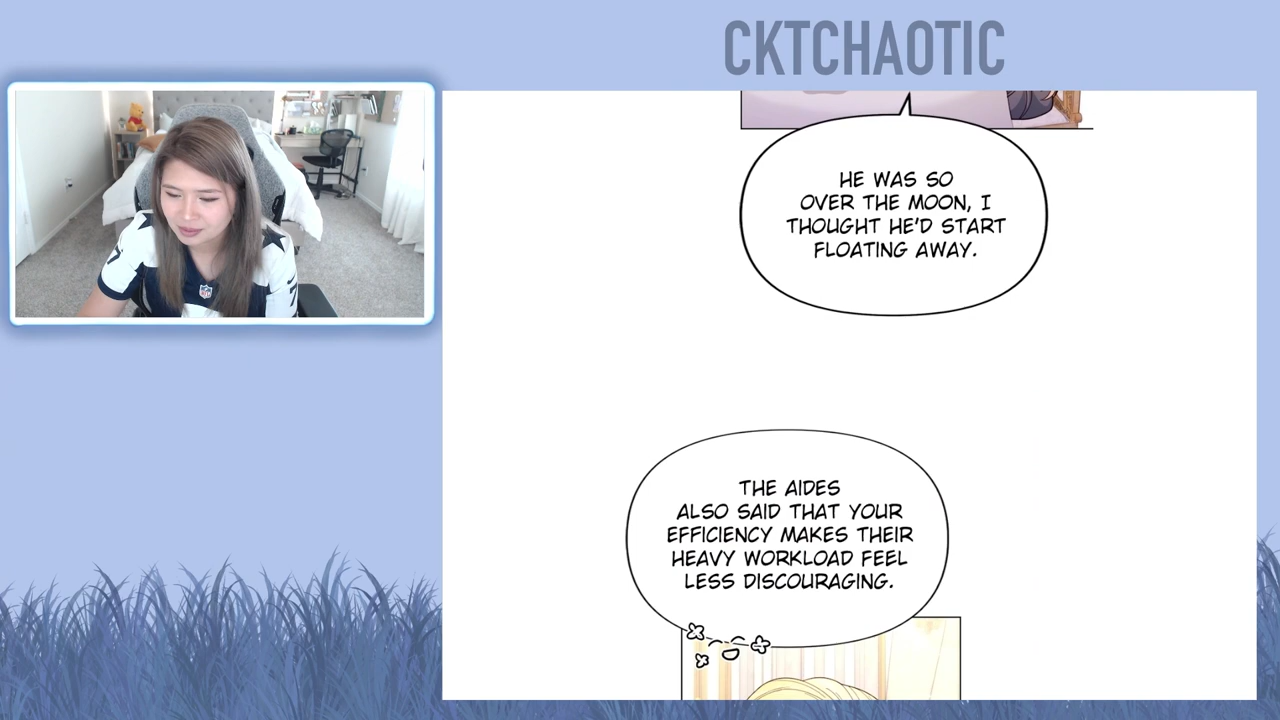 CKTCHAOTIC
HE WAS SO
OVER THE MOON, I
THOUGHT HE'D START
FLOATING AWAY.
THE AIDES
ALSO SAID THAT YOUR
EFFICIENCY MAKES THEIR
HEAVY WORKLOAD FEEL
LESS DISCOURAGING.
NFL